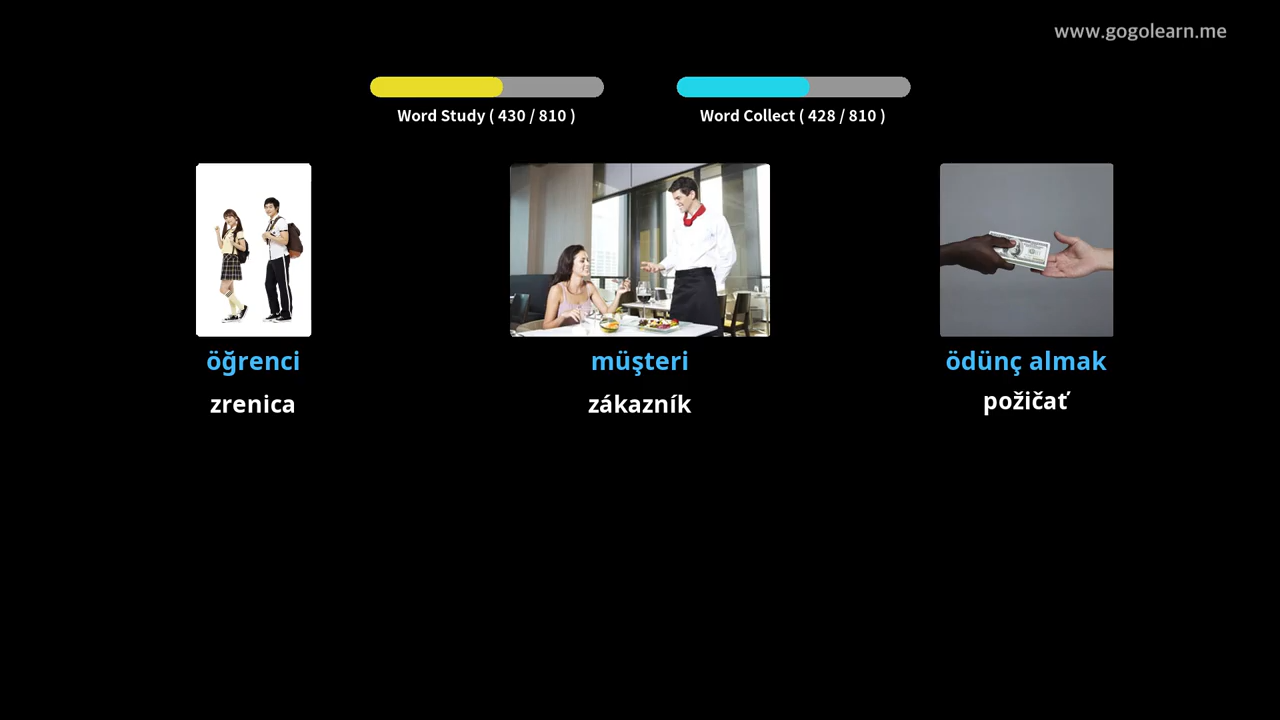 www.gogolearn.me
Word Study ( 430 / 810 )
Word Collect ( 428 / 810 )
öğrenci
müşteri
ödünç almak
zrenica
zákazník
požičať